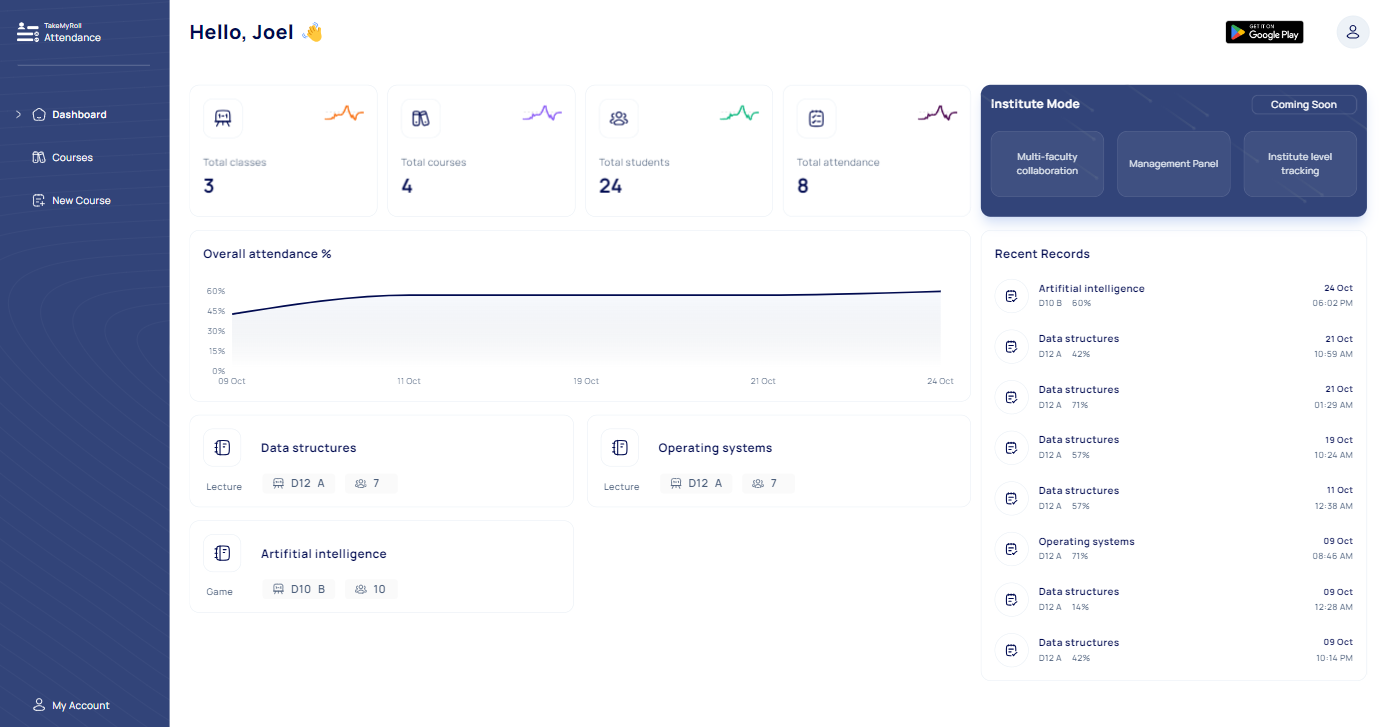 TakeMyRoll
Attendance
Dashboard
Courses
New Course
My Account
Hello, Joel 👋
GET IT ON
Google Play
Total classes
3
Total courses
4
Total students
24
Total attendance
8
Institute Mode
Coming Soon
Multi-faculty
collaboration
Management Panel
Institute level
tracking
Overall attendance %
60%
45%
30%
15%
0%
09 Oct 11 Oct 19 Oct 21 Oct 24 Oct
Data structures
Lecture D12 A 7
Operating systems
Lecture D12 A 7
Artifitial intelligence
Game D10 B 10
Recent Records
Artifitial intelligence 24 Oct
D10 B 60% 06:02 PM
Data structures 21 Oct
D12 A 42% 10:59 AM
Data structures 21 Oct
D12 A 71% 01:29 AM
Data structures 19 Oct
D12 A 57% 10:24 AM
Data structures 11 Oct
D12 A 57% 12:38 AM
Operating systems 09 Oct
D12 A 71% 08:46 AM
Data structures 09 Oct
D12 A 14% 12:28 AM
Data structures 09 Oct
D12 A 42% 10:14 PM